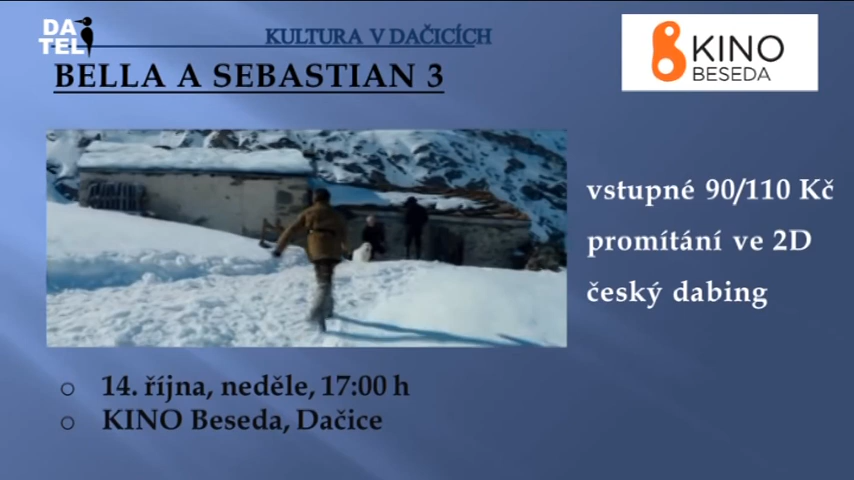 DA
TEL
KULTURA V DAČICÍCH
BELLA A SEBASTIAN 3
KINO
BESEDA
vstupné 90/110 Kč
promítání ve 2D
český dabing
14. října, neděle, 17:00 h
KINO Beseda, Dačice